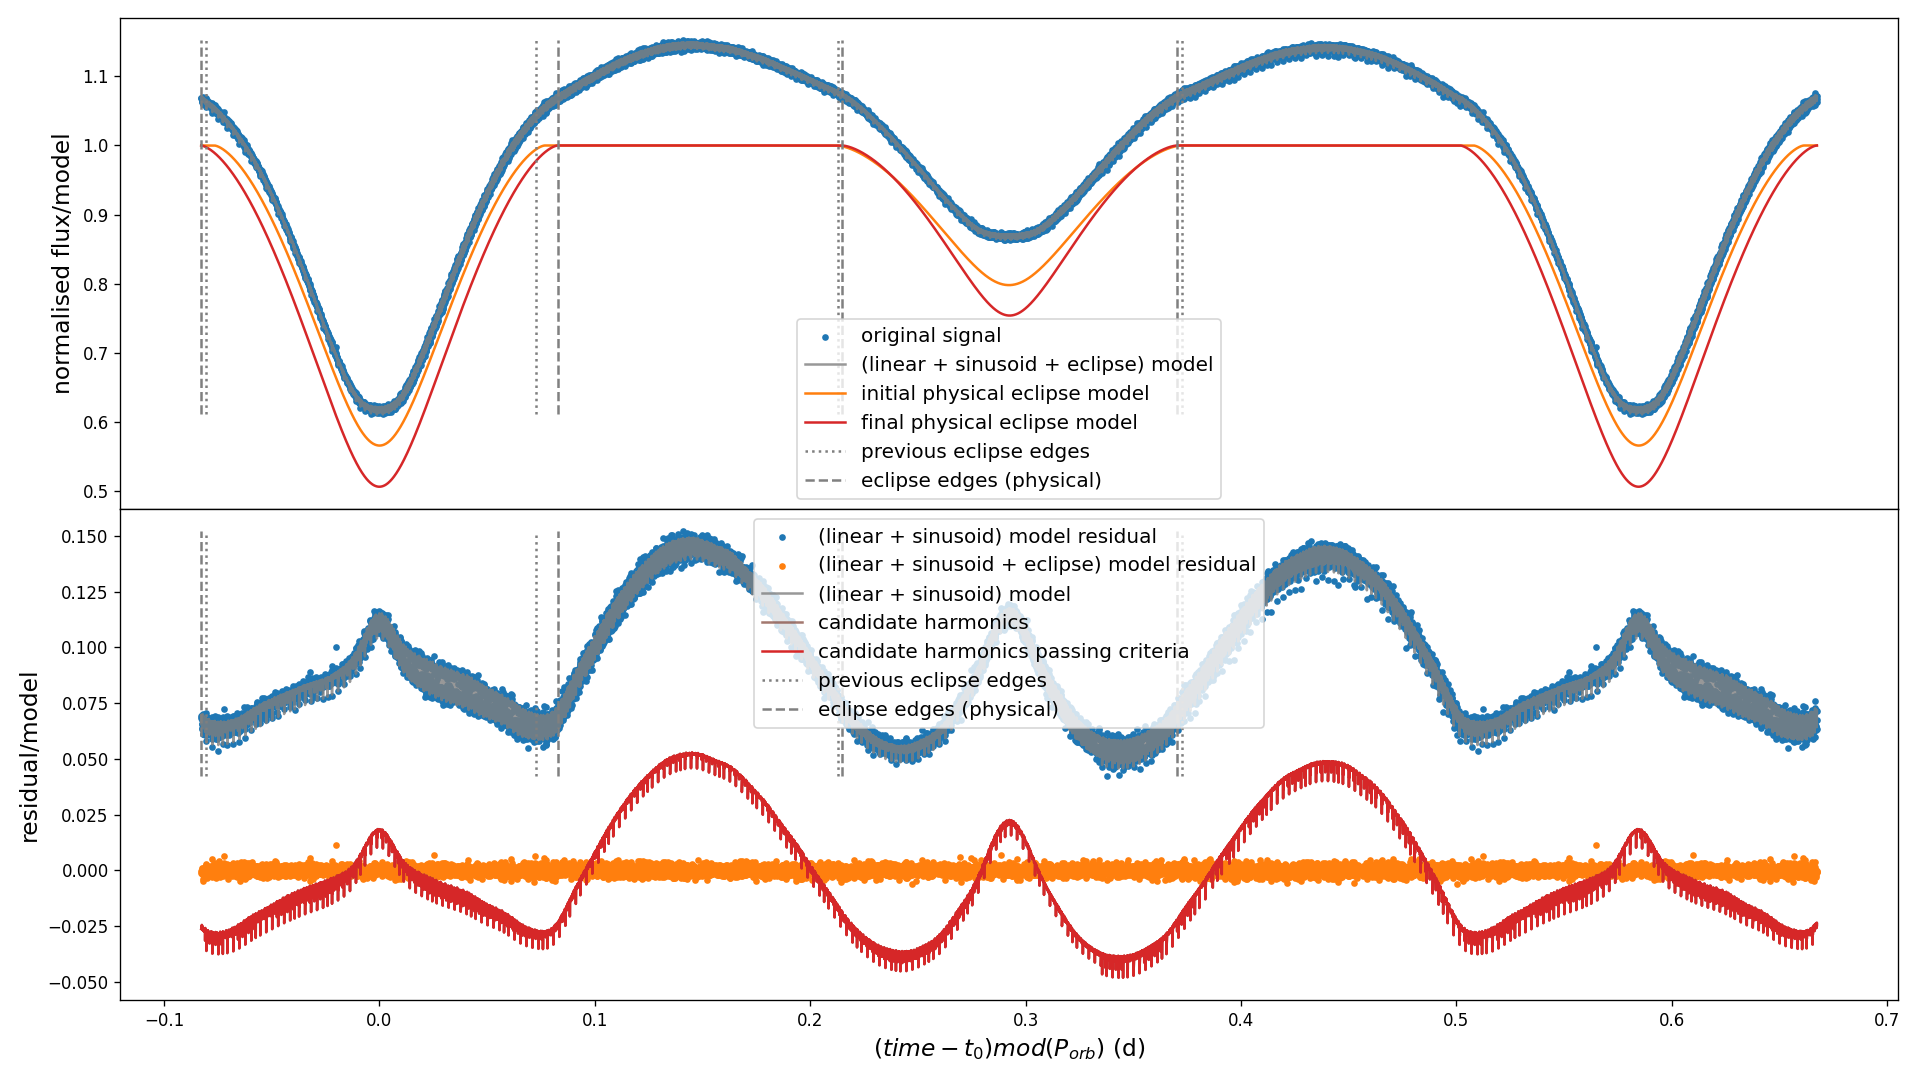 normalised flux/model
1.1
1.0
0.9
0.8
0.7
0.6
0.5
original signal
(linear + sinusoid + eclipse) model
initial physical eclipse model
final physical eclipse model
previous eclipse edges
eclipse edges (physical)
residual/model
0.150
0.125
0.100
0.075
0.050
0.025
0.000
−0.025
−0.050
(linear + sinusoid) model residual
(linear + sinusoid + eclipse) model residual
(linear + sinusoid) model
candidate harmonics
candidate harmonics passing criteria
previous eclipse edges
eclipse edges (physical)
−0.1 0.0 0.1 0.2 0.3 0.4 0.5 0.6 0.7
(time − t₀)mod(Pₒᵣb) (d)